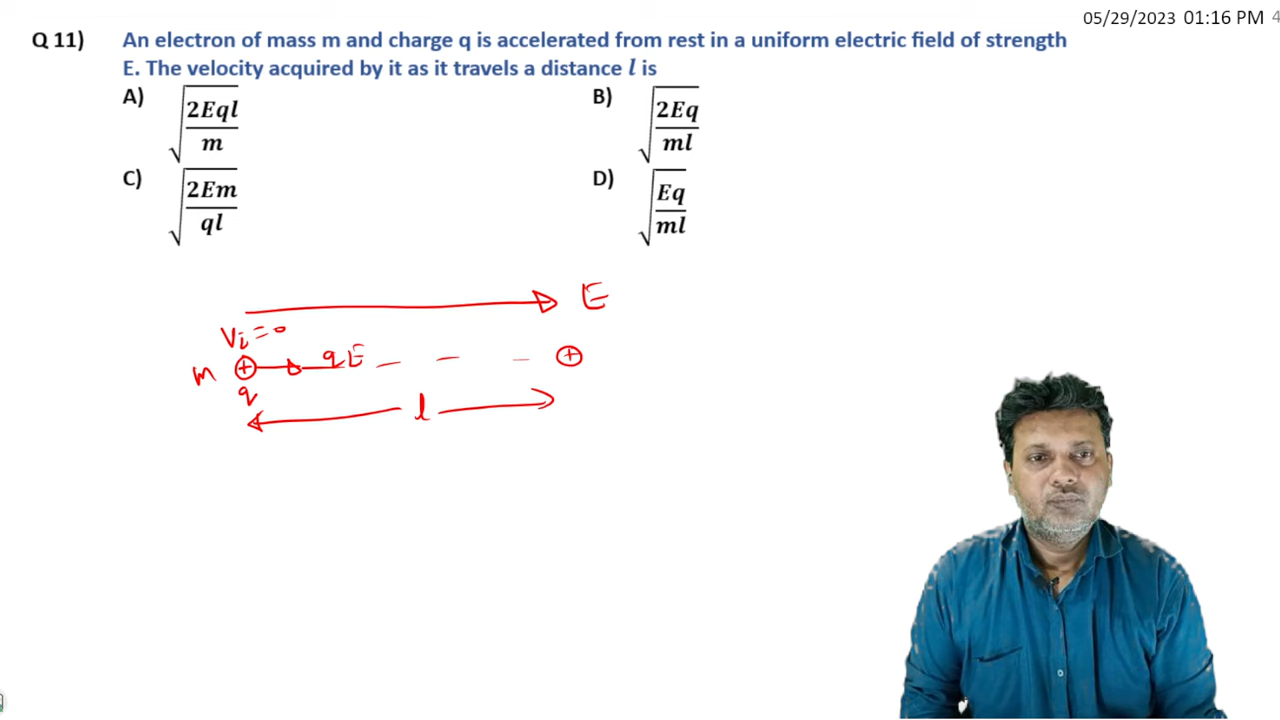 05/29/2023 01:16 PM 4
Q 11) An electron of mass m and charge q is accelerated from rest in a uniform electric field of strength
E. The velocity acquired by it as it travels a distance l is
A) √(2Eql/m) B) √(2Eq/ml)
C) √(2Em/ql) D) √(Eq/ml)
E
Vi=0
m + qE +
q
l